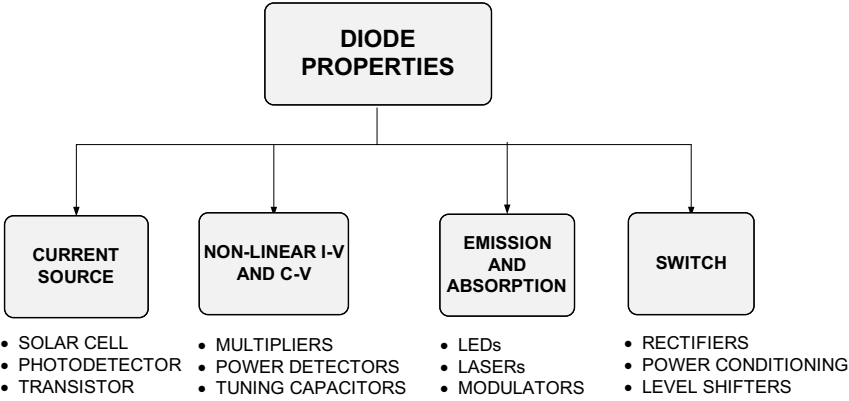 DIODE
PROPERTIES
CURRENT
SOURCE
NON-LINEAR I-V
AND C-V
EMISSION
AND
ABSORPTION
SWITCH
• SOLAR CELL
• PHOTODETECTOR
• TRANSISTOR
• MULTIPLIERS
• POWER DETECTORS
• TUNING CAPACITORS
• LEDs
• LASERs
• MODULATORS
• RECTIFIERS
• POWER CONDITIONING
• LEVEL SHIFTERS